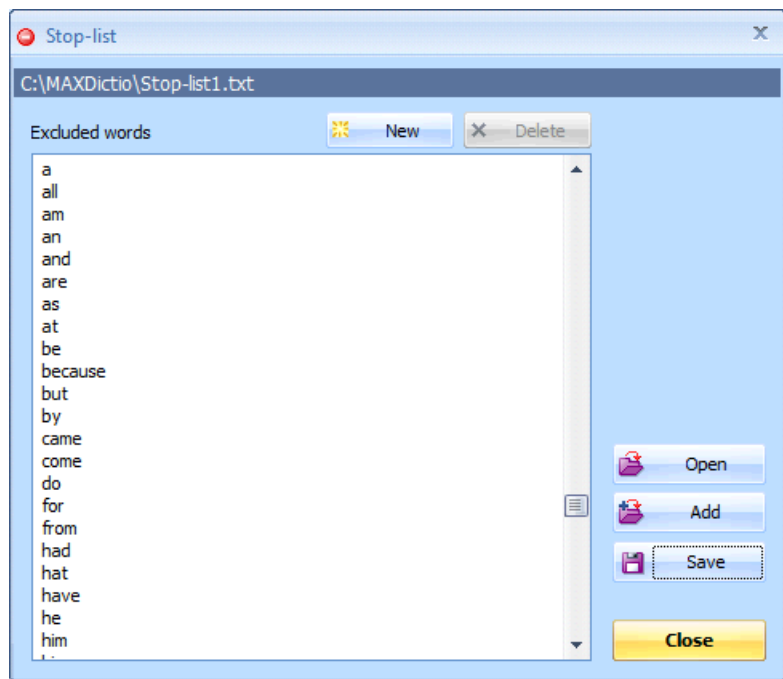 Stop-list
C:\MAXDictio\Stop-list1.txt
Excluded words
New
Delete
a
all
am
an
and
are
as
at
be
because
but
by
came
come
do
for
from
had
hat
have
he
him
Open
Add
Save
Close